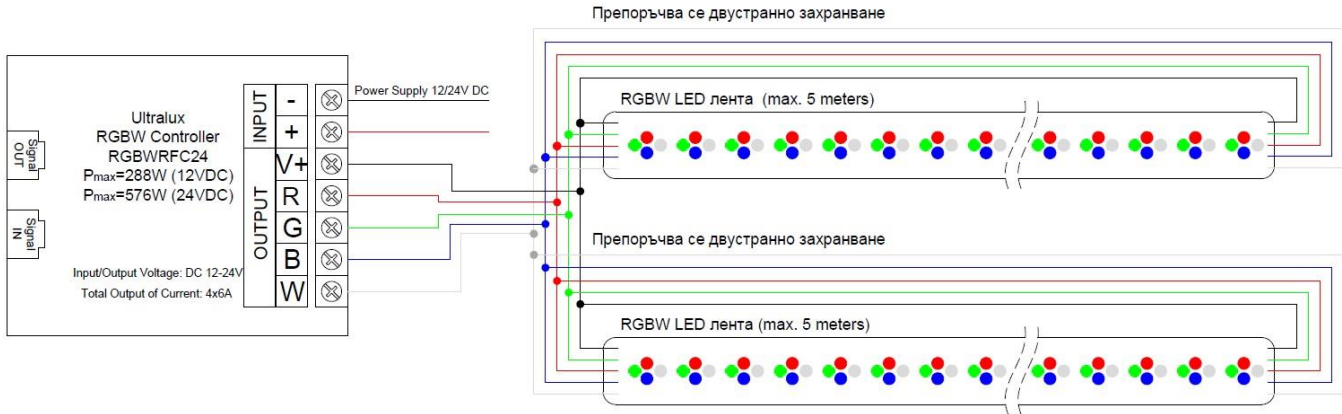 Препоръчва се двустранно захранване
Power Supply 12/24V DC
RGBW LED лента (max. 5 meters)
Ultralux
RGBW Controller
RGBWRFC24
Pmax=288W (12VDC)
Pmax=576W (24VDC)
Signal OUT
Signal IN
Input/Output Voltage: DC 12-24V
Total Output of Current: 4x6A
INPUT
-
+
OUTPUT
V+
R
G
B
W
Препоръчва се двустранно захранване
RGBW LED лента (max. 5 meters)